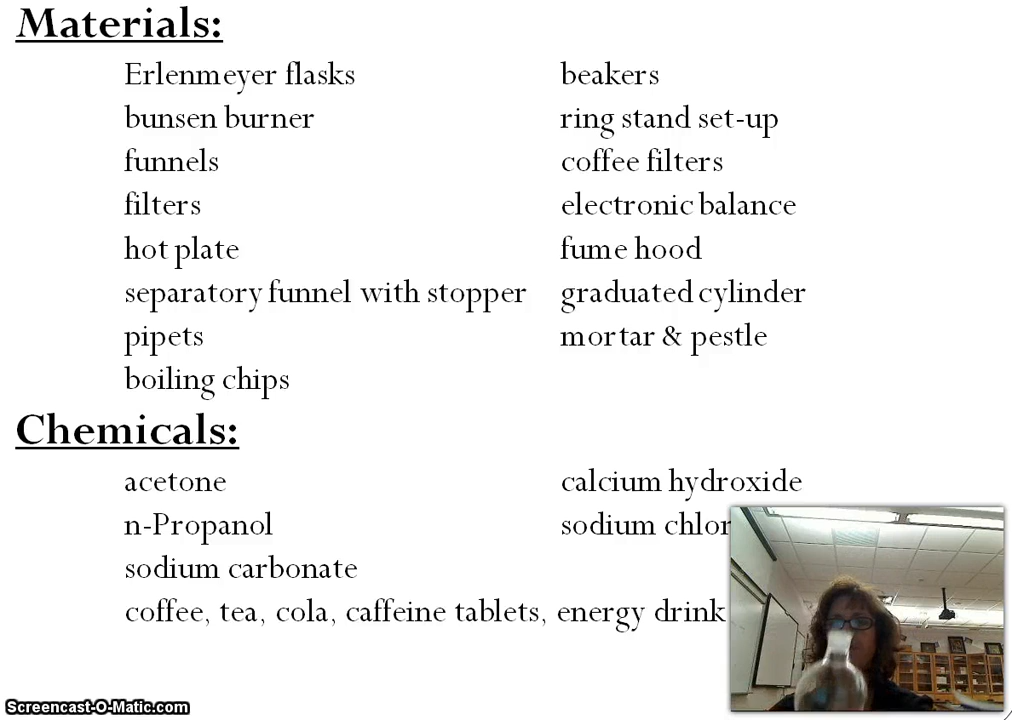 Materials:
Erlenmeyer flasks
beakers
bunsen burner
ring stand set-up
funnels
coffee filters
filters
electronic balance
hot plate
fume hood
separatory funnel with stopper
graduated cylinder
pipets
mortar & pestle
boiling chips
Chemicals:
acetone
calcium hydroxide
n-Propanol
sodium
sodium carbonate
coffee, tea, cola, caffeine tablets, energy drink
Screencast-O-Matic.com